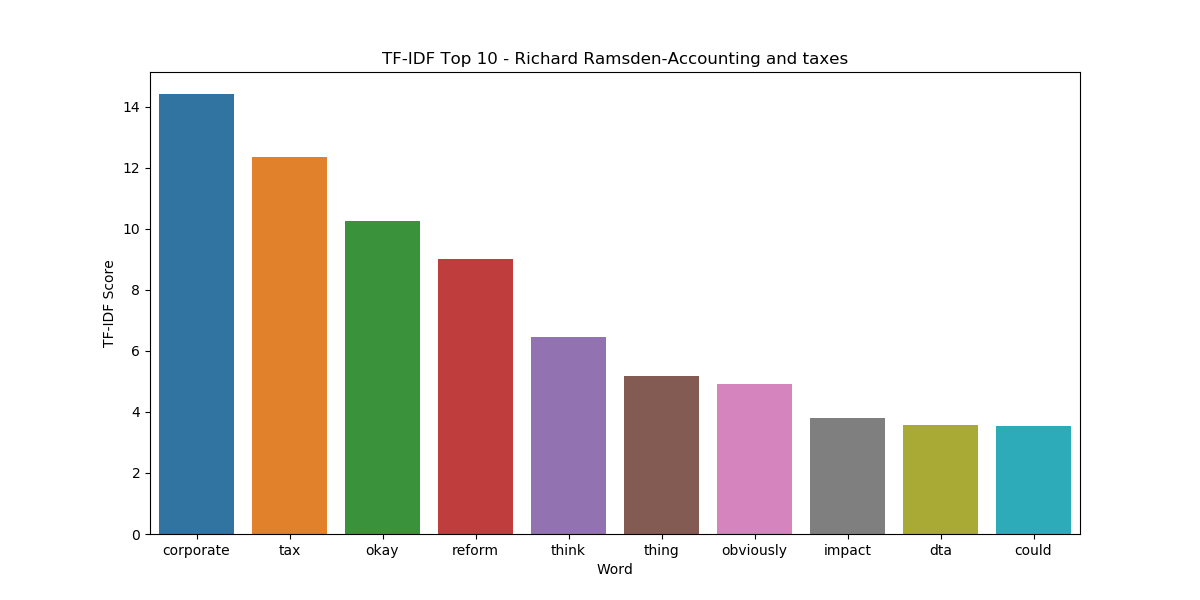 TF-IDF Top 10 - Richard Ramsden-Accounting and taxes
14
12
10
8
6
4
2
0
TF-IDF Score
corporate tax okay reform think thing obviously impact dta could
Word